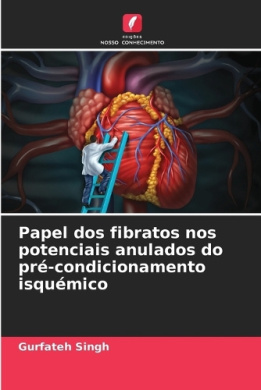 edições
NOSSO CONHECIMENTO
Papel dos fibratos nos
potenciais anulados do
pré-condicionamento
isquémico
Gurfateh Singh